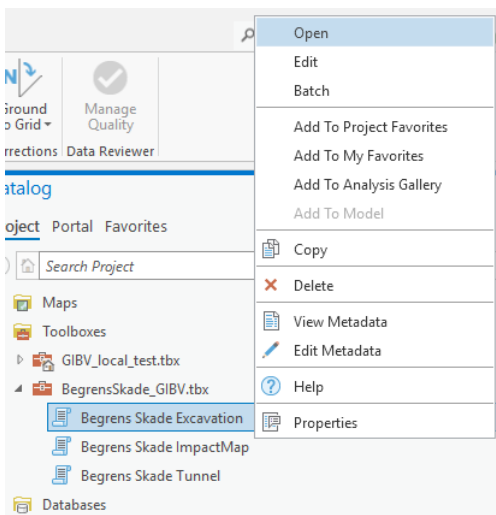 Ground
to Grid
Manage
Quality
rrections
Data Reviewer
atalog
oject
Portal
Favorites
Search Project
Maps
Toolboxes
GIBV_local_test.tbx
BegrensSkade_GIBV.tbx
Begrens Skade Excavation
Begrens Skade ImpactMap
Begrens Skade Tunnel
Databases
Open
Edit
Batch
Add To Project Favorites
Add To My Favorites
Add To Analysis Gallery
Add To Model
Copy
Delete
View Metadata
Edit Metadata
Help
Properties